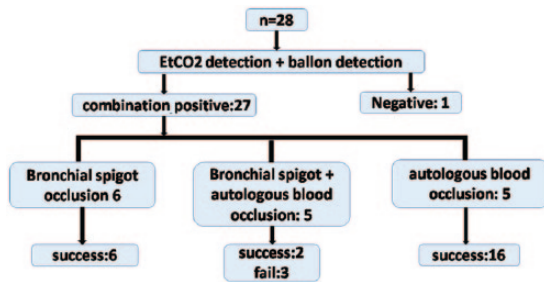 n=28
EtCO2 detection + ballon detection
combination positive:27
Negative: 1
Bronchial spigot
occlusion 6
Bronchial spigot +
autologous blood
occlusion: 5
autologous blood
occlusion: 5
success:6
success:2
fail:3
success:16